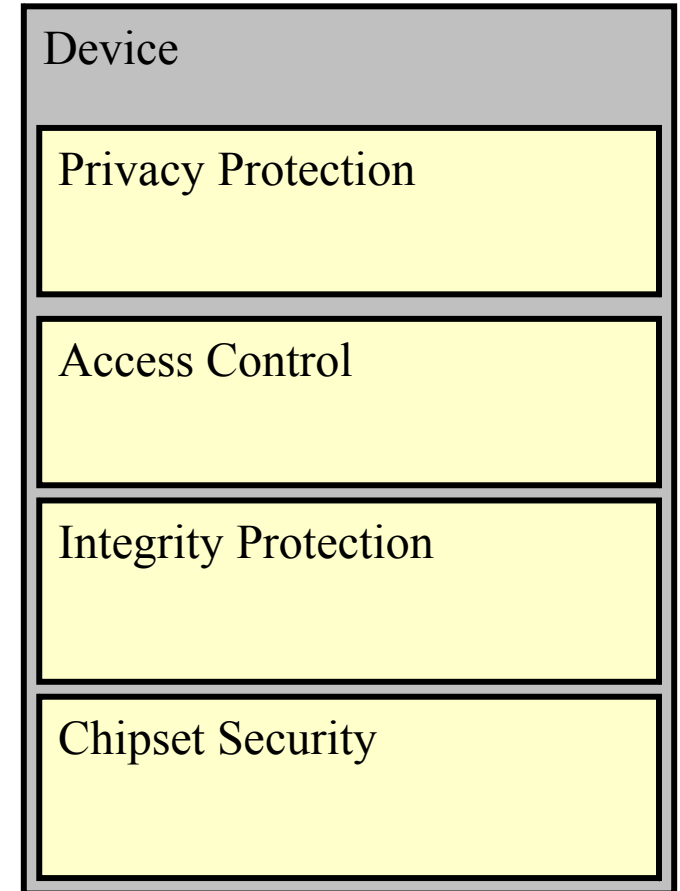 Device
Privacy Protection
Access Control
Integrity Protection
Chipset Security